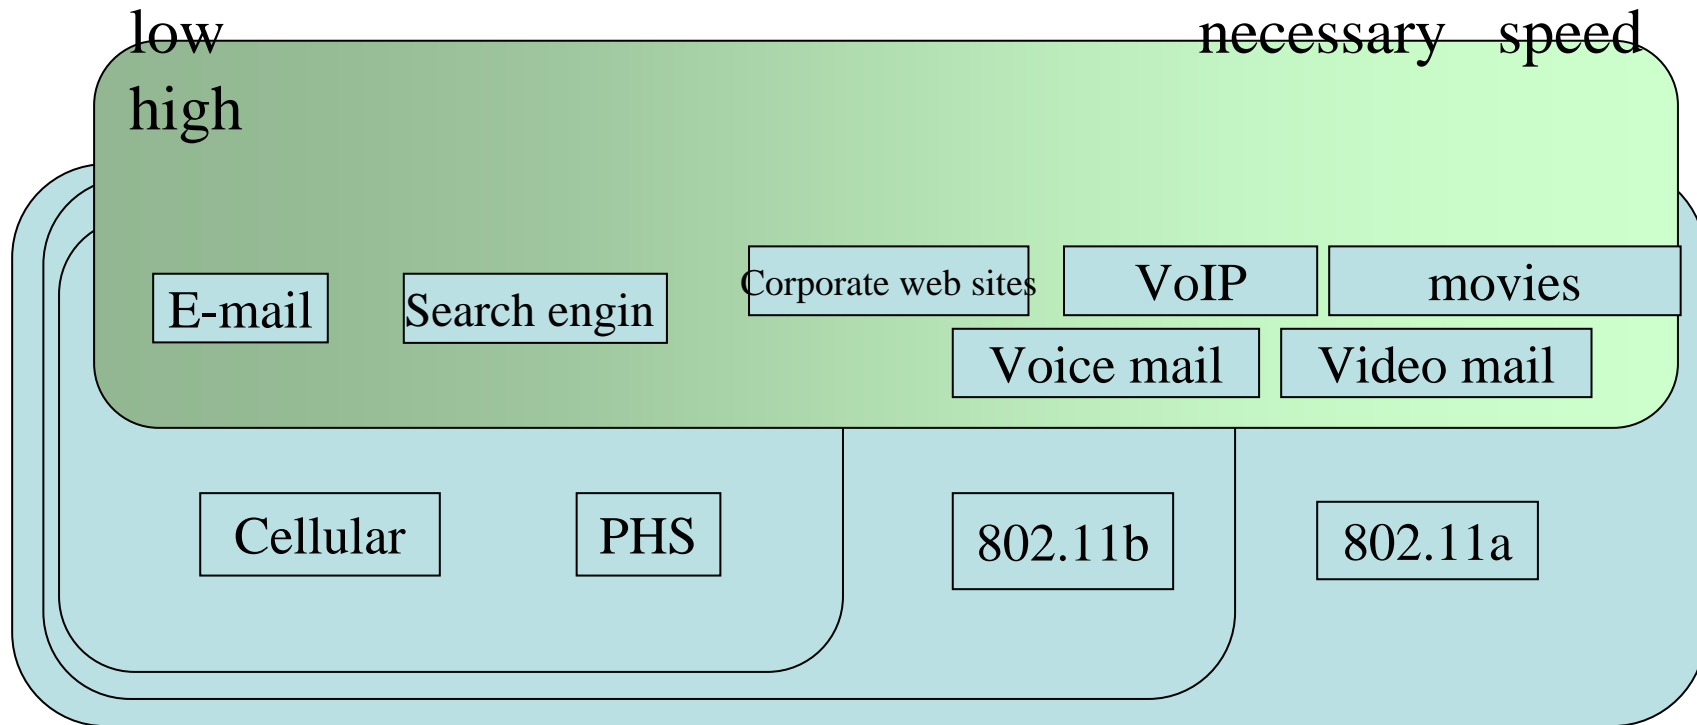 low necessary speed
high
Corporate web sites VoIP movies
E-mail Search engin
Voice mail Video mail
Cellular PHS 802.11b 802.11a